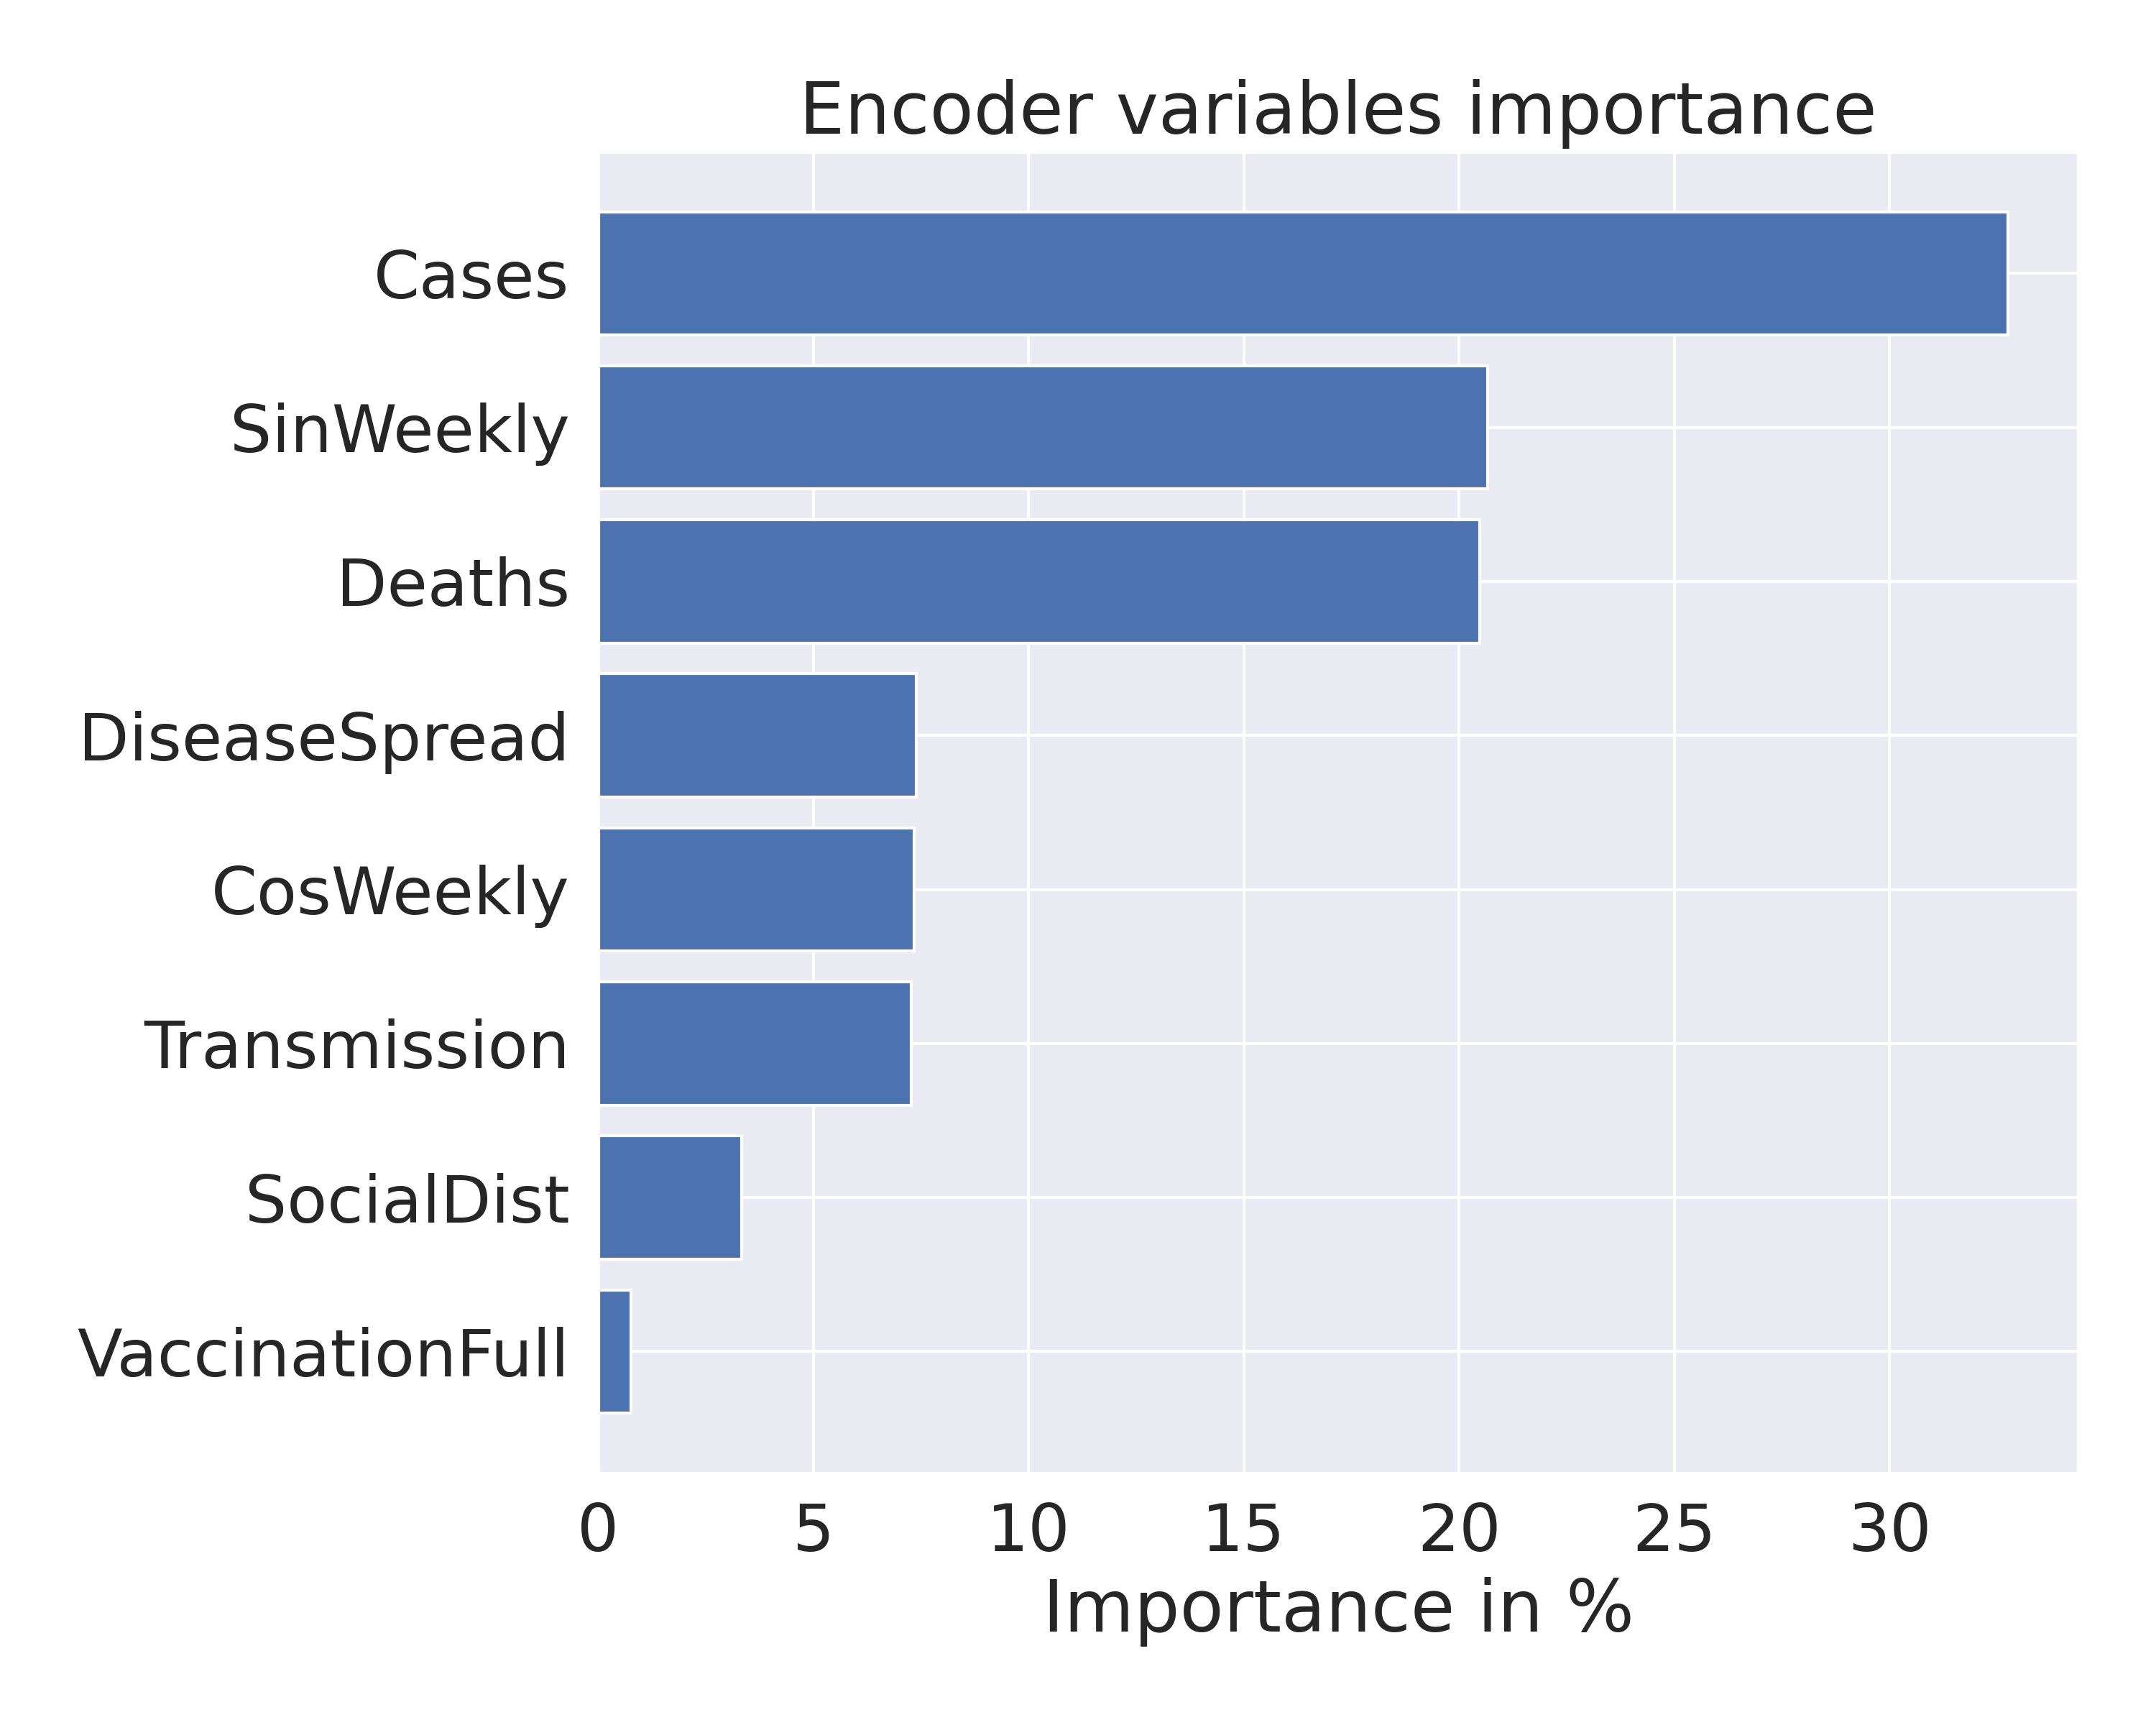 Encoder variables importance
Cases
SinWeekly
Deaths
DiseaseSpread
CosWeekly
Transmission
SocialDist
VaccinationFull
0 5 10 15 20 25 30
Importance in %